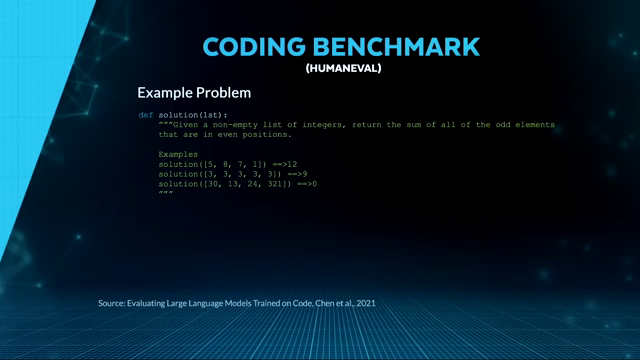 CODING BENCHMARK
(HUMANEVAL)
Example Problem
def solution(lst):
"""Given a non-empty list of integers, return the sum of all of the odd elements
that are in even positions.
Examples
solution([5, 8, 7, 1]) ==>12
solution([3, 3, 3, 3, 3]) ==>9
solution([30, 13, 24, 321]) ==>0
"""
Source: Evaluating Large Language Models Trained on Code, Chen et al., 2021